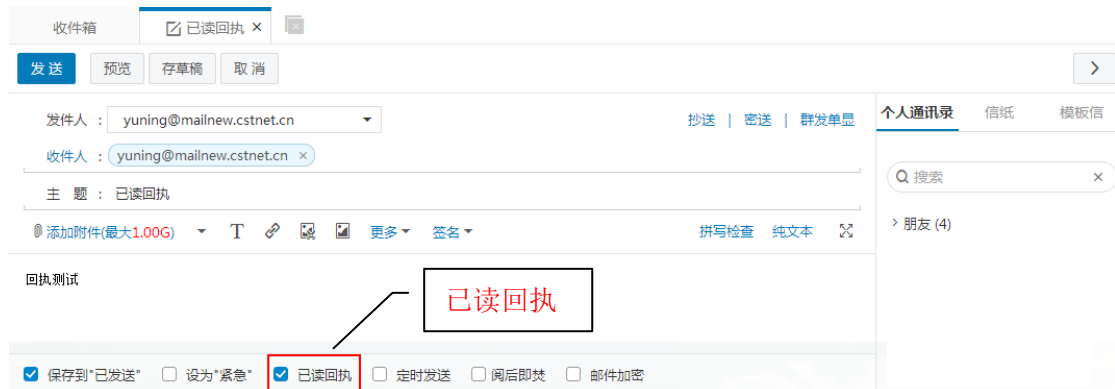 收件箱 已读回执 ×
发送 预览 存草稿 取消 >
发件人 : yuning@mailnew.cstnet.cn 抄送 | 密送 | 群发单显
个人通讯录 信纸 模板信
收件人 : yuning@mailnew.cstnet.cn ×
搜索 ×
主 题 : 已读回执
朋友 (4)
添加附件(最大1.00G) T 更多 签名 拼写检查 纯文本
回执测试
已读回执
保存到"已发送" 设为"紧急" 已读回执 定时发送 阅后即焚 邮件加密